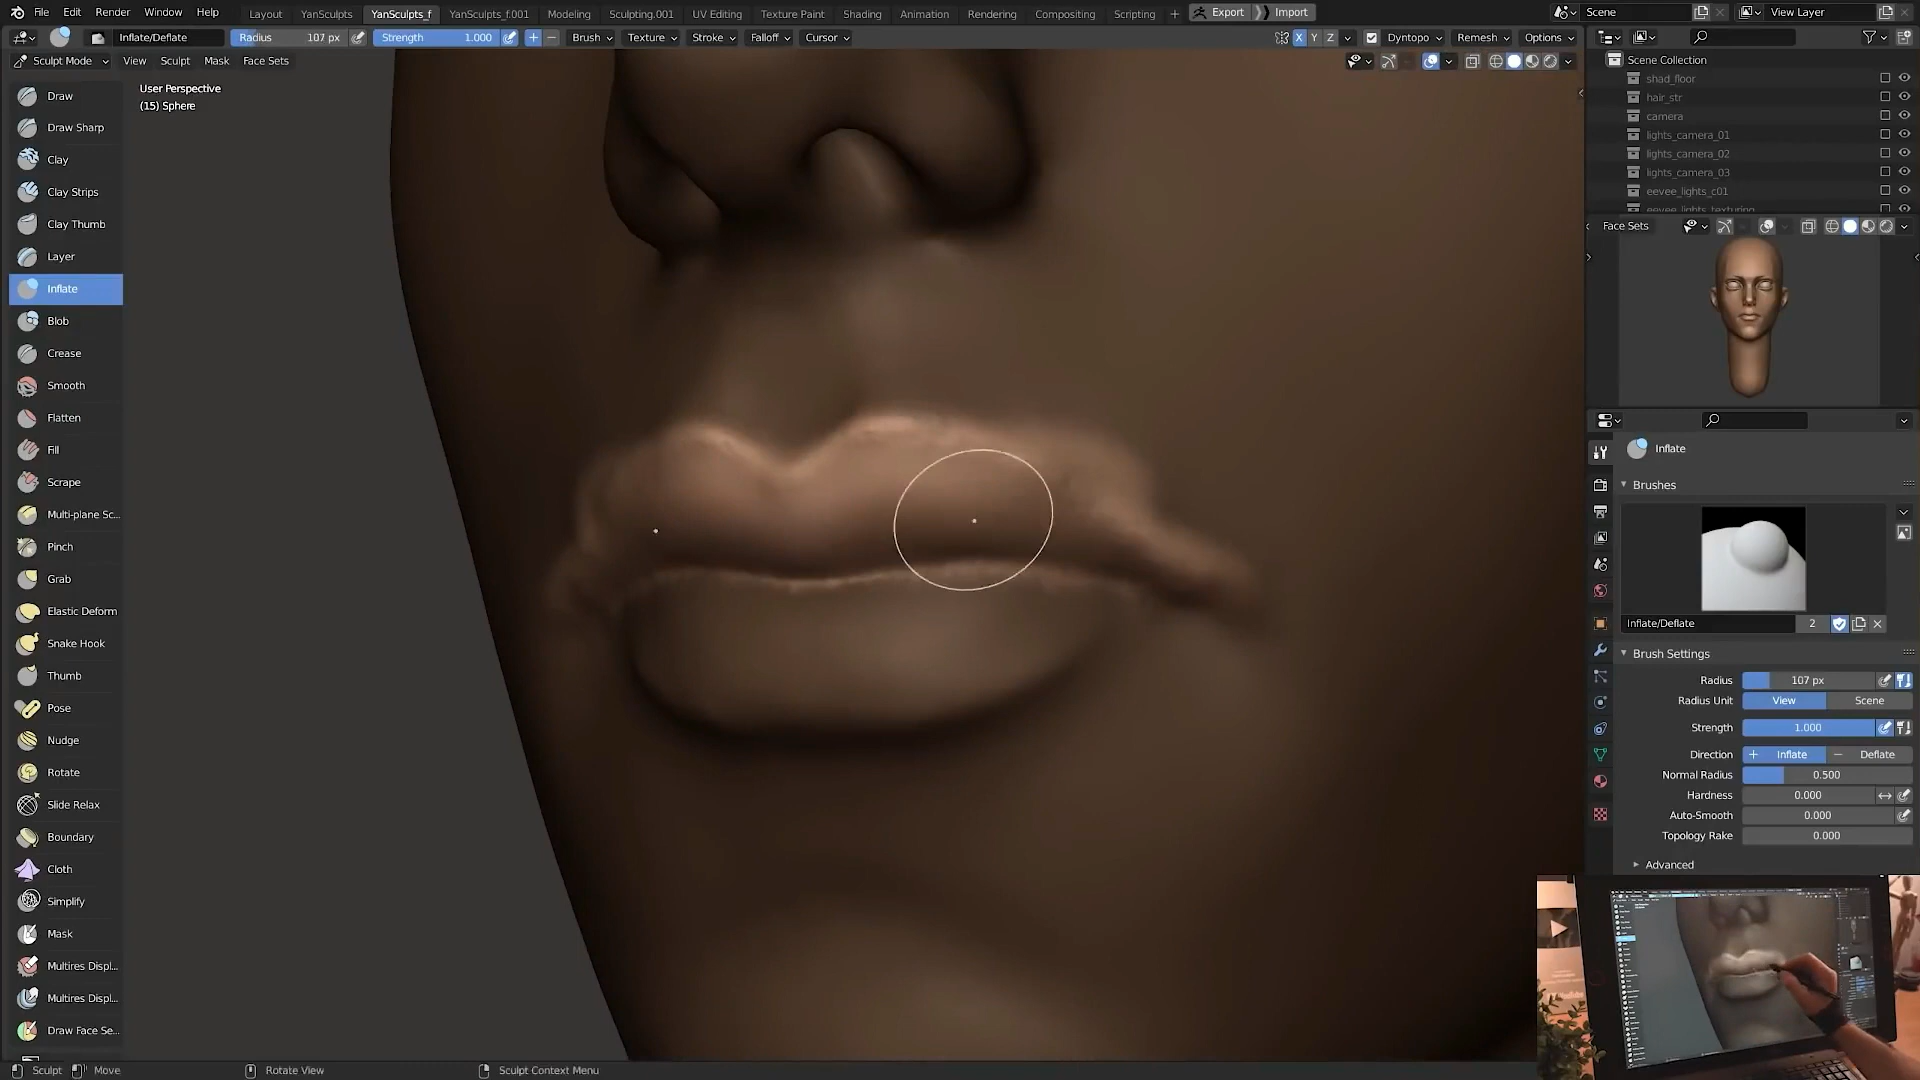 File Edit Render Window Help Layout YanSculpts YanSculpts_f YanSculpts_f.001 Modeling Sculpting.001 UV Editing Texture Paint Shading Animation Rendering Compositing Scripting + Export Import Scene View Layer
Inflate/Deflate Radius 107 px Strength 1.000 + − Brush Texture Stroke Falloff Cursor X Y Z Dyntopo Remesh Options
Sculpt Mode View Sculpt Mask Face Sets
User Perspective
(15) Sphere
Draw
Draw Sharp
Clay
Clay Strips
Clay Thumb
Layer
Inflate
Blob
Crease
Smooth
Flatten
Fill
Scrape
Multi-plane Sc...
Pinch
Grab
Elastic Deform
Snake Hook
Thumb
Pose
Nudge
Rotate
Slide Relax
Boundary
Cloth
Simplify
Mask
Multires Displ...
Multires Displ...
Draw Face Se...
Scene Collection
shad_floor
hair_str
camera
lights_camera_01
lights_camera_02
lights_camera_03
eevee_lights_c01
eevee_lights_texturing
Face Sets
Inflate
Brushes
Inflate/Deflate 2
Brush Settings
Radius 107 px
Radius Unit View Scene
Strength 1.000
Direction + Inflate − Deflate
Normal Radius 0.500
Hardness 0.000
Auto-Smooth 0.000
Topology Rake 0.000
Advanced
Sculpt Move Rotate View Sculpt Context Menu